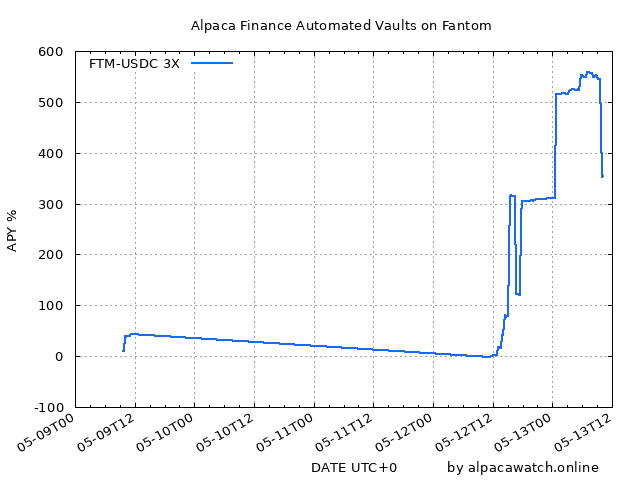 Alpaca Finance Automated Vaults on Fantom
FTM-USDC 3X
600
500
400
300
200
100
0
-100
APY %
05-09T00
05-09T12
05-10T00
05-10T12
05-11T00
05-11T12
05-12T00
05-12T12
05-13T00
05-13T12
DATE UTC+0
by alpacawatch.online